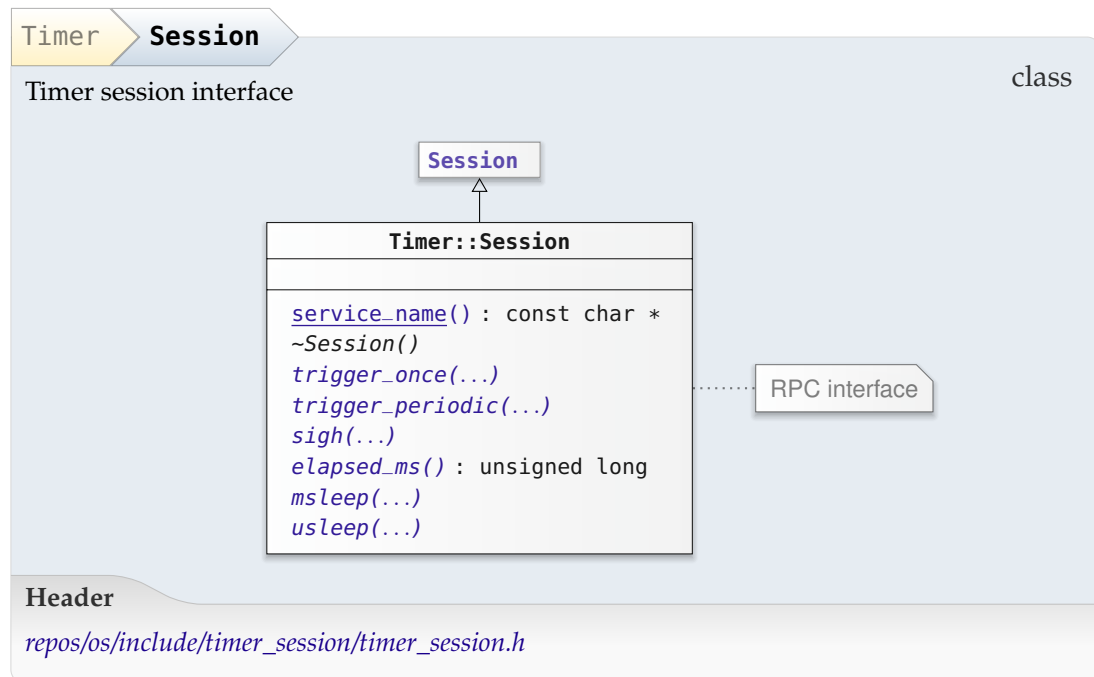 Timer Session
class
Timer session interface
Session
Timer::Session
service_name() : const char *
~Session()
trigger_once(...)
trigger_periodic(...)
sigh(...)
elapsed_ms() : unsigned long
msleep(...)
usleep(...)
RPC interface
Header
repos/os/include/timer_session/timer_session.h